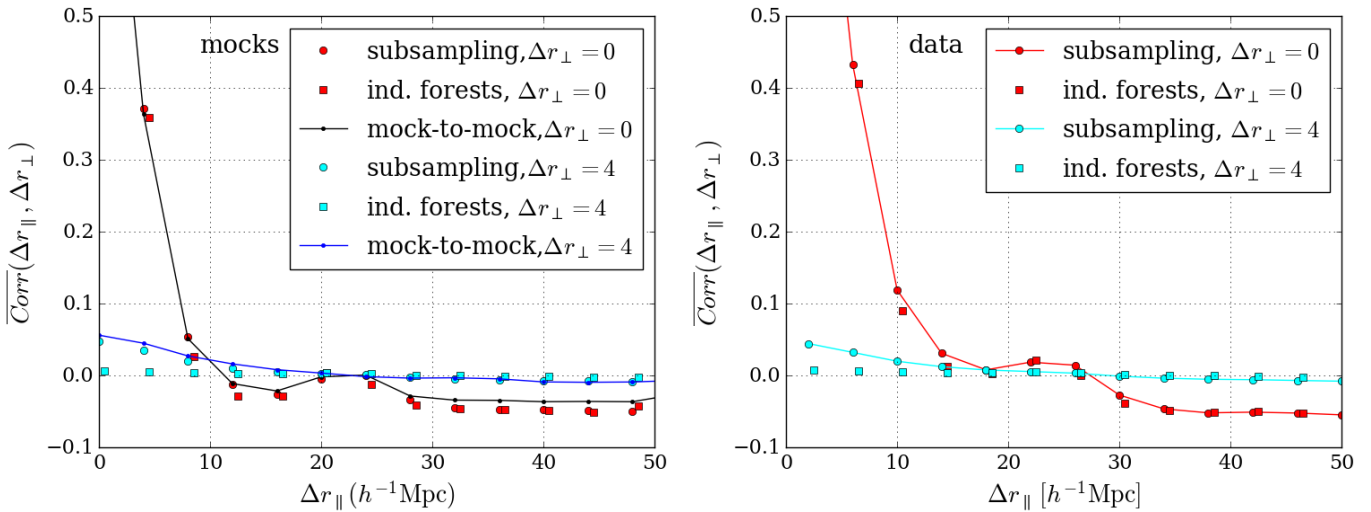 mocks
subsampling,Δr⊥=0
ind. forests, Δr⊥=0
mock-to-mock,Δr⊥=0
subsampling,Δr⊥=4
ind. forests, Δr⊥=4
mock-to-mock,Δr⊥=4
0.5
0.4
0.3
0.2
0.1
0.0
−0.1
0 10 20 30 40 50
Corr(Δr∥, Δr⊥)
Δr∥ (h⁻¹Mpc)
data
subsampling, Δr⊥=0
ind. forests, Δr⊥=0
subsampling, Δr⊥=4
ind. forests, Δr⊥=4
0.5
0.4
0.3
0.2
0.1
0.0
−0.1
0 10 20 30 40 50
Corr(Δr∥, Δr⊥)
Δr∥ [h⁻¹Mpc]